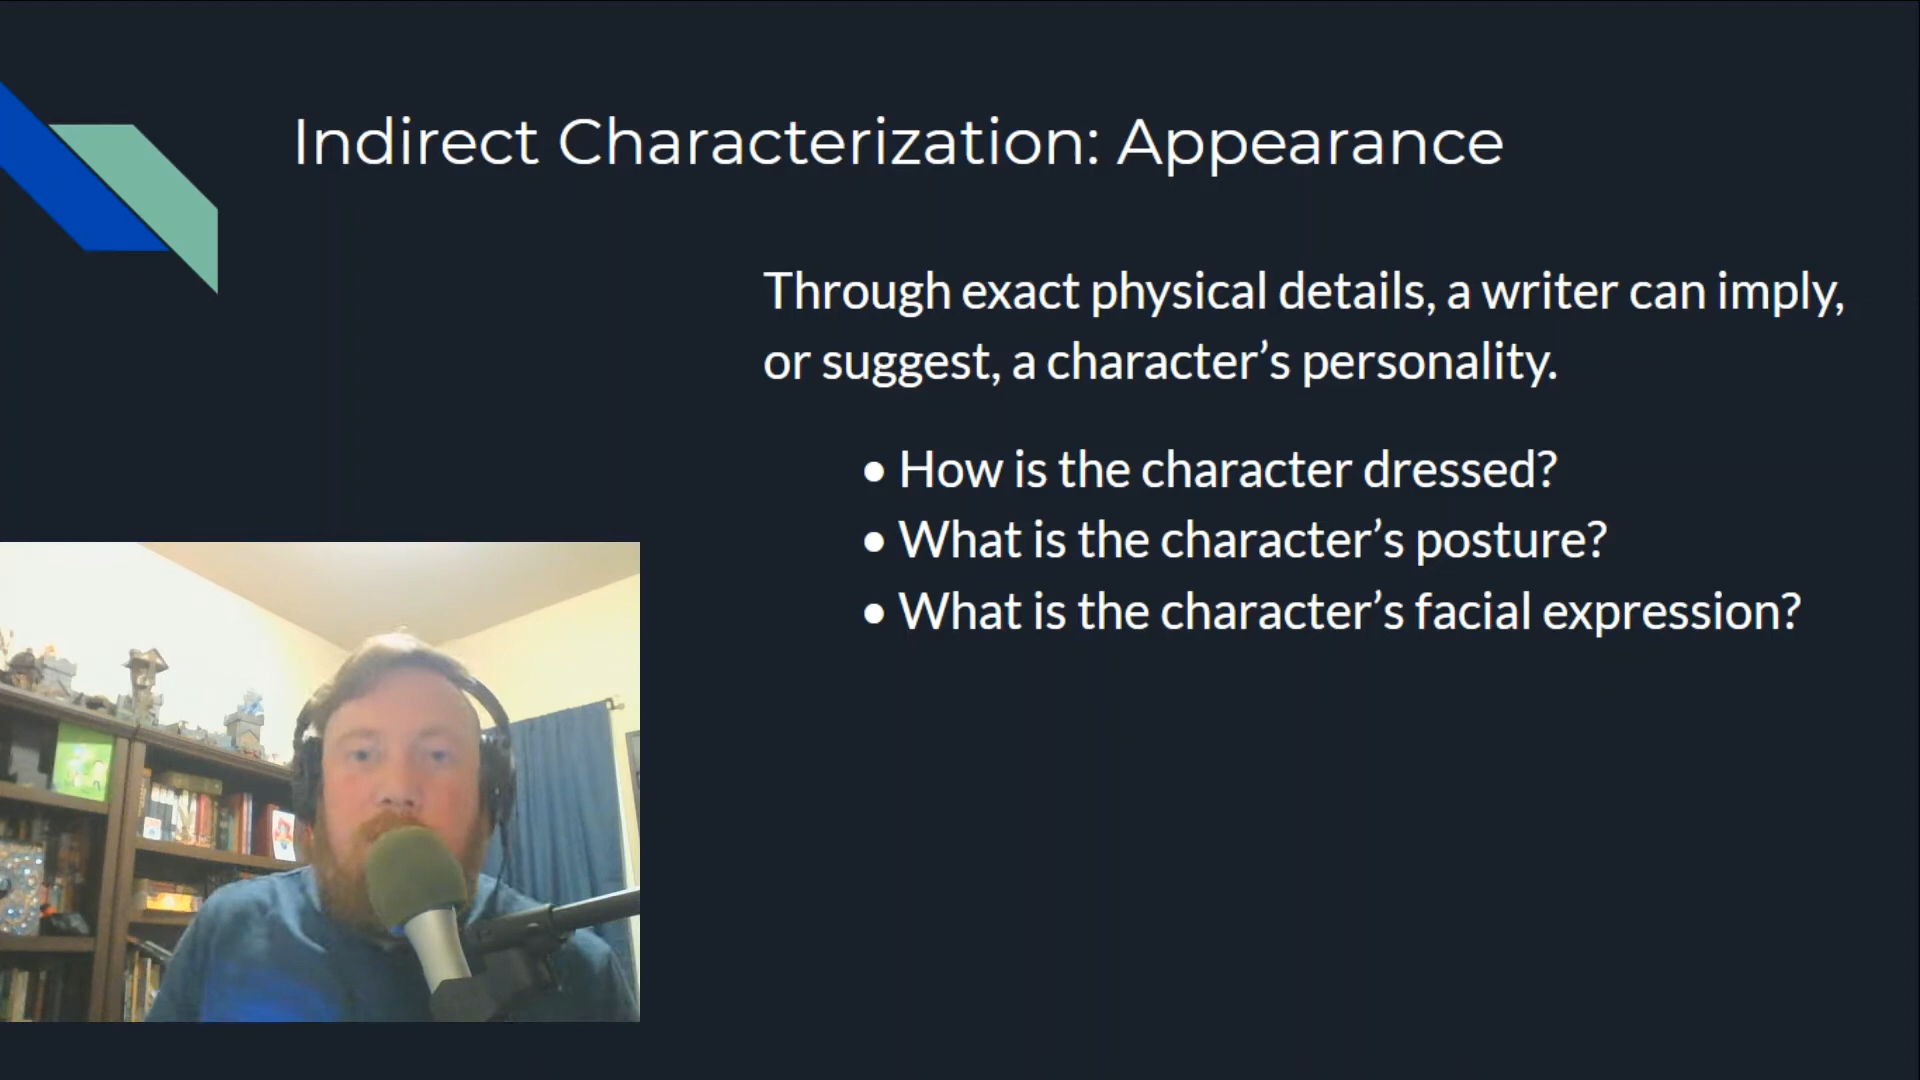 Indirect Characterization: Appearance
Through exact physical details, a writer can imply,
or suggest, a character’s personality.
● How is the character dressed?
● What is the character’s posture?
● What is the character’s facial expression?